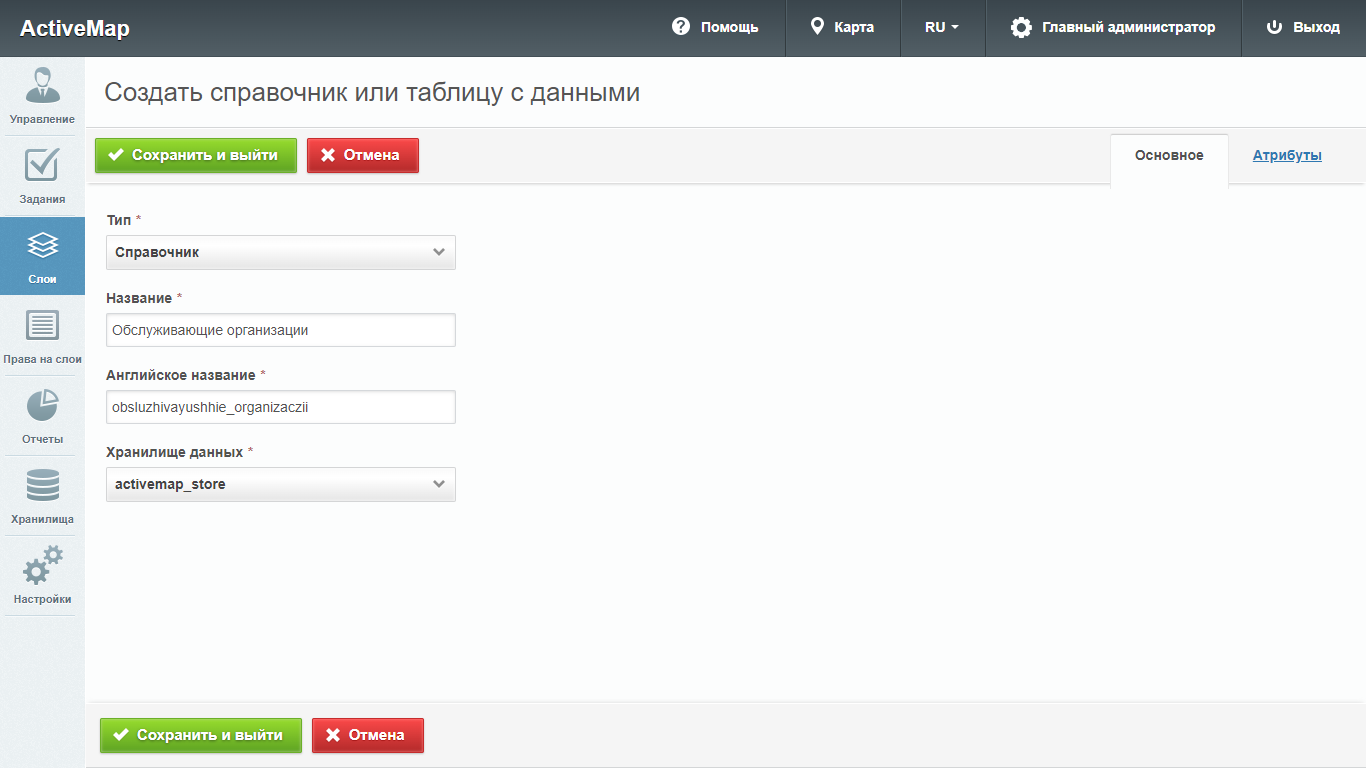 ActiveMap
Помощь
Карта
RU
Главный администратор
Выход
Управление
Задания
Слои
Права на слои
Отчеты
Хранилища
Настройки
Создать справочник или таблицу с данными
Сохранить и выйти
Отмена
Основное
Атрибуты
Тип *
Справочник
Название *
Обслуживающие организации
Английское название *
obsluzhivayushhie_organizaczii
Хранилище данных *
activemap_store
Сохранить и выйти
Отмена